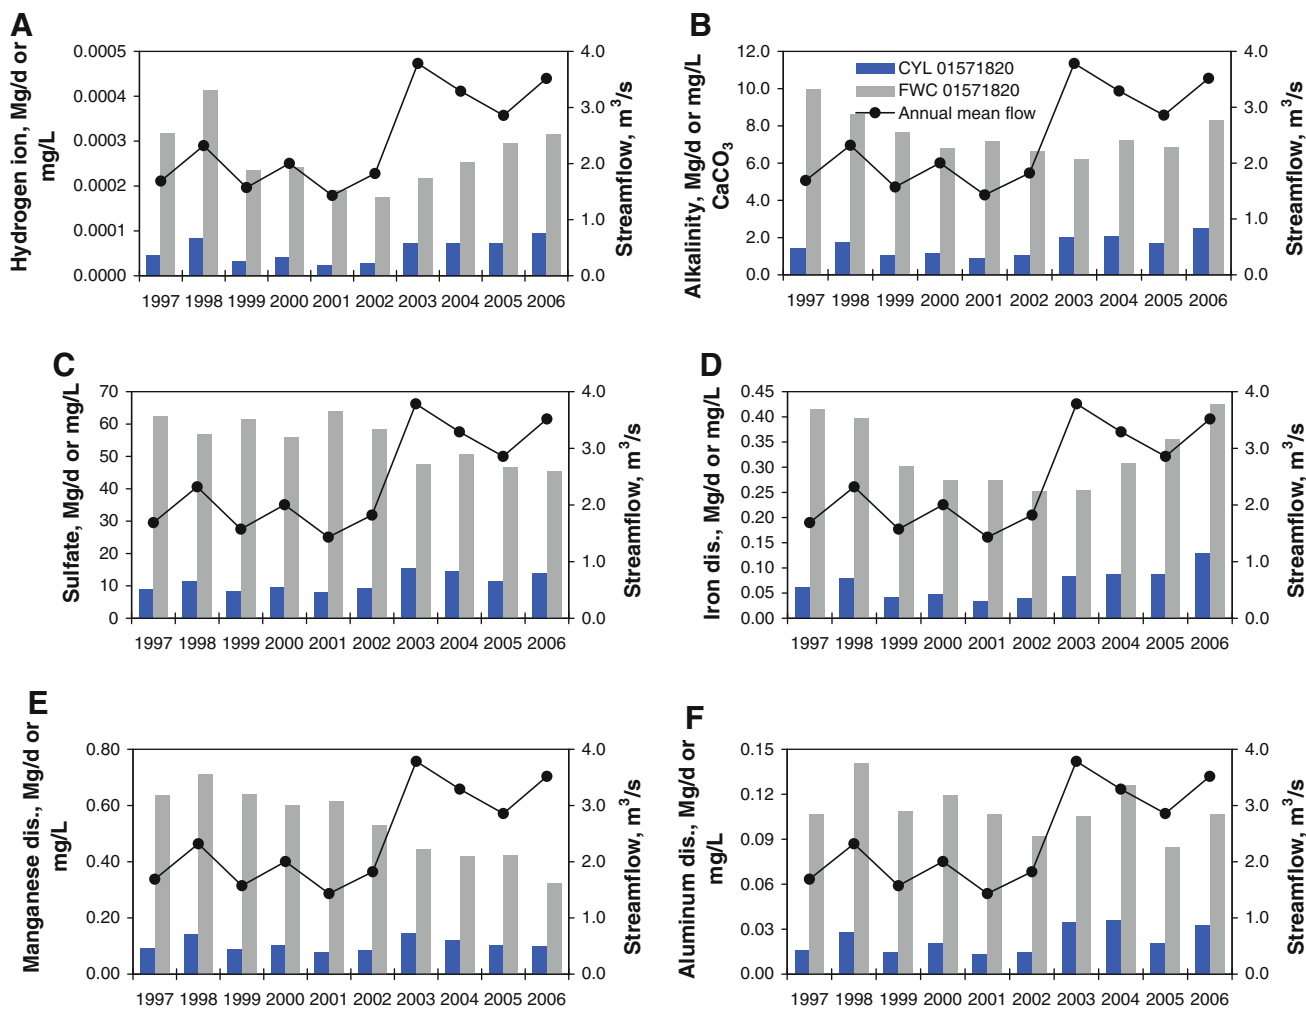 A
Hydrogen ion, Mg/d or
mg/L
0.0005
0.0004
0.0003
0.0002
0.0001
0.0000
4.0
3.0
2.0
1.0
0.0
Streamflow, m3/s
1997 1998 1999 2000 2001 2002 2003 2004 2005 2006
B
Alkalinity, Mg/d or mg/L
CaCO3
12.0
10.0
8.0
6.0
4.0
2.0
0.0
CYL 01571820
FWC 01571820
Annual mean flow
4.0
3.0
2.0
1.0
0.0
Streamflow, m3/s
1997 1998 1999 2000 2001 2002 2003 2004 2005 2006
C
Sulfate, Mg/d or mg/L
70
60
50
40
30
20
10
0
4.0
3.0
2.0
1.0
0.0
Streamflow, m3/s
1997 1998 1999 2000 2001 2002 2003 2004 2005 2006
D
Iron dis., Mg/d or mg/L
0.45
0.40
0.35
0.30
0.25
0.20
0.15
0.10
0.05
0.00
4.0
3.0
2.0
1.0
0.0
Streamflow, m3/s
1997 1998 1999 2000 2001 2002 2003 2004 2005 2006
E
Manganese dis., Mg/d or
mg/L
0.80
0.60
0.40
0.20
0.00
4.0
3.0
2.0
1.0
0.0
Streamflow, m3/s
1997 1998 1999 2000 2001 2002 2003 2004 2005 2006
F
Aluminum dis., Mg/d or
mg/L
0.15
0.12
0.09
0.06
0.03
0.00
4.0
3.0
2.0
1.0
0.0
Streamflow, m3/s
1997 1998 1999 2000 2001 2002 2003 2004 2005 2006